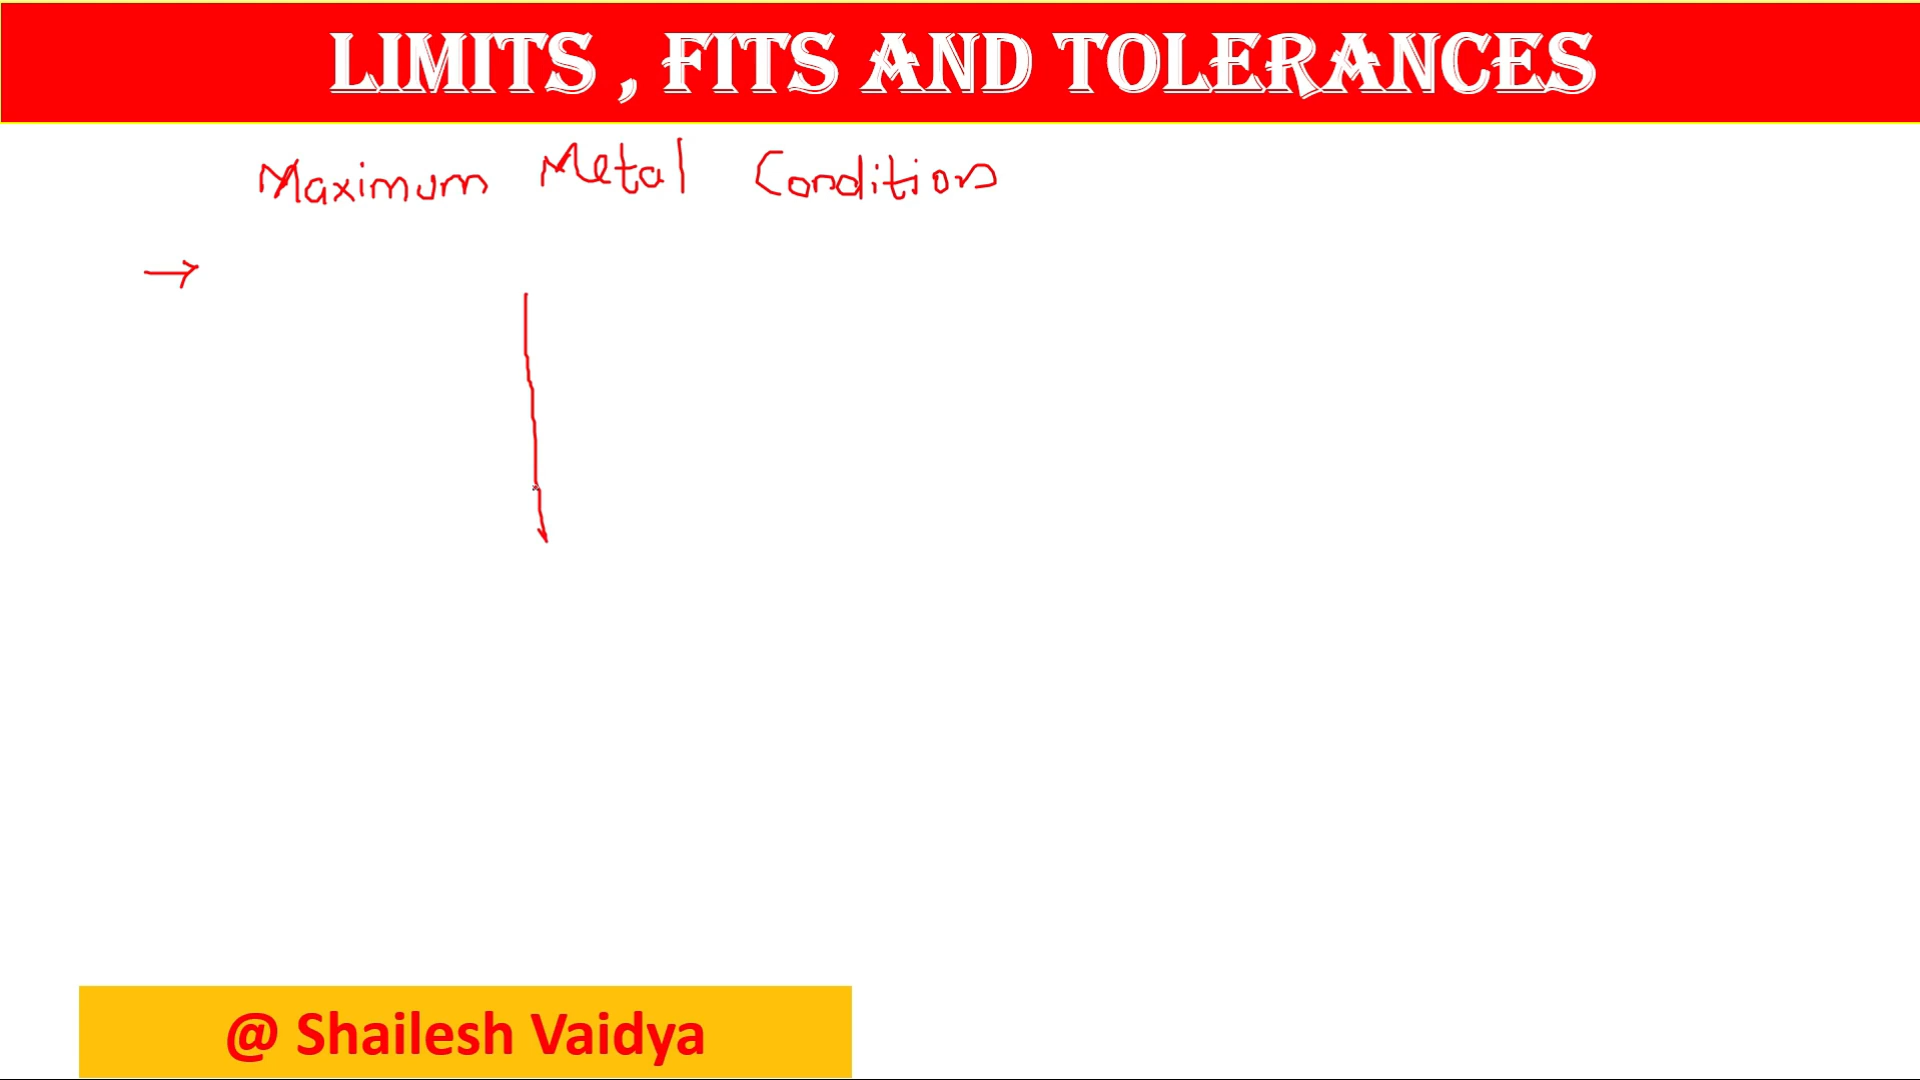 LIMITS , FITS AND TOLERANCES
Maximum Metal Condition
→
@ Shailesh Vaidya